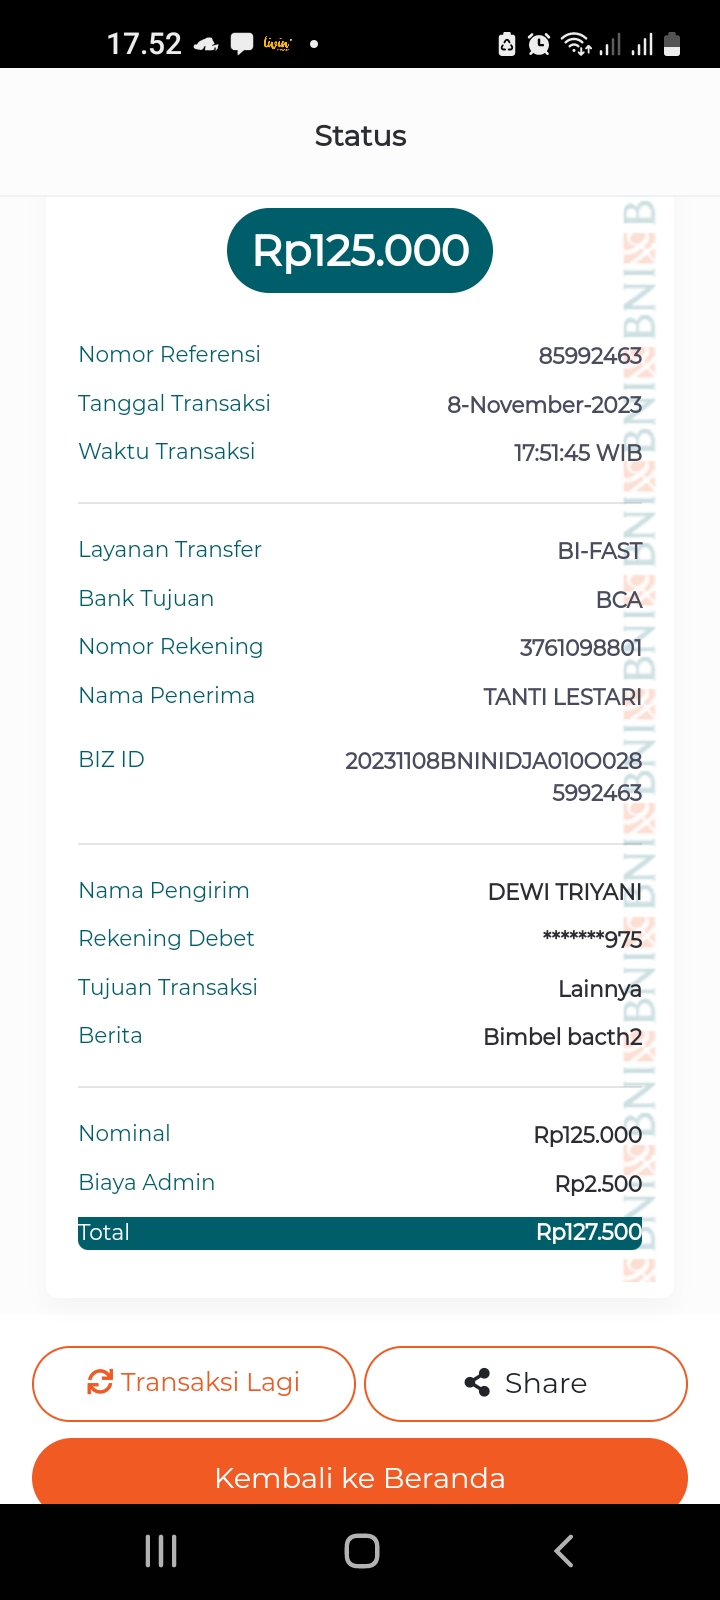 17.52
livin'
Status
Rp125.000
Nomor Referensi 85992463
Tanggal Transaksi 8-November-2023
Waktu Transaksi 17:51:45 WIB
Layanan Transfer BI-FAST
Bank Tujuan BCA
Nomor Rekening 3761098801
Nama Penerima TANTI LESTARI
BIZ ID 20231108BNINIDJA010O028
5992463
Nama Pengirim DEWI TRIYANI
Rekening Debet *******975
Tujuan Transaksi Lainnya
Berita Bimbel bacth2
Nominal Rp125.000
Biaya Admin Rp2.500
Total Rp127.500
BNI BNI BNI BNI BNI BNI BNI BNI B
Transaksi Lagi
Share
Kembali ke Beranda